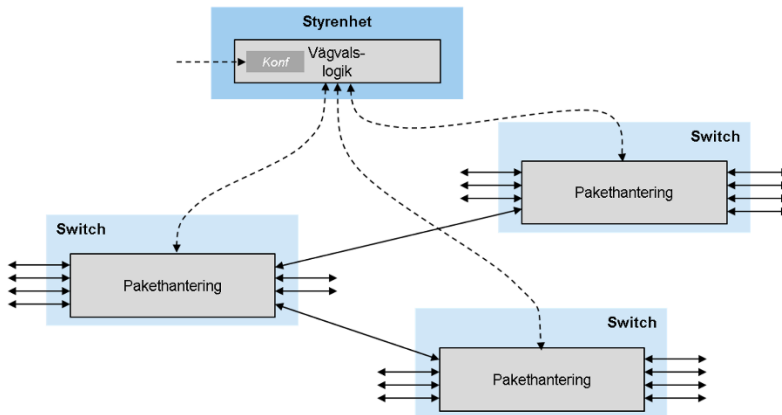 Styrenhet
Konf
Vägvals-
logik
Switch
Pakethantering
Switch
Pakethantering
Switch
Pakethantering